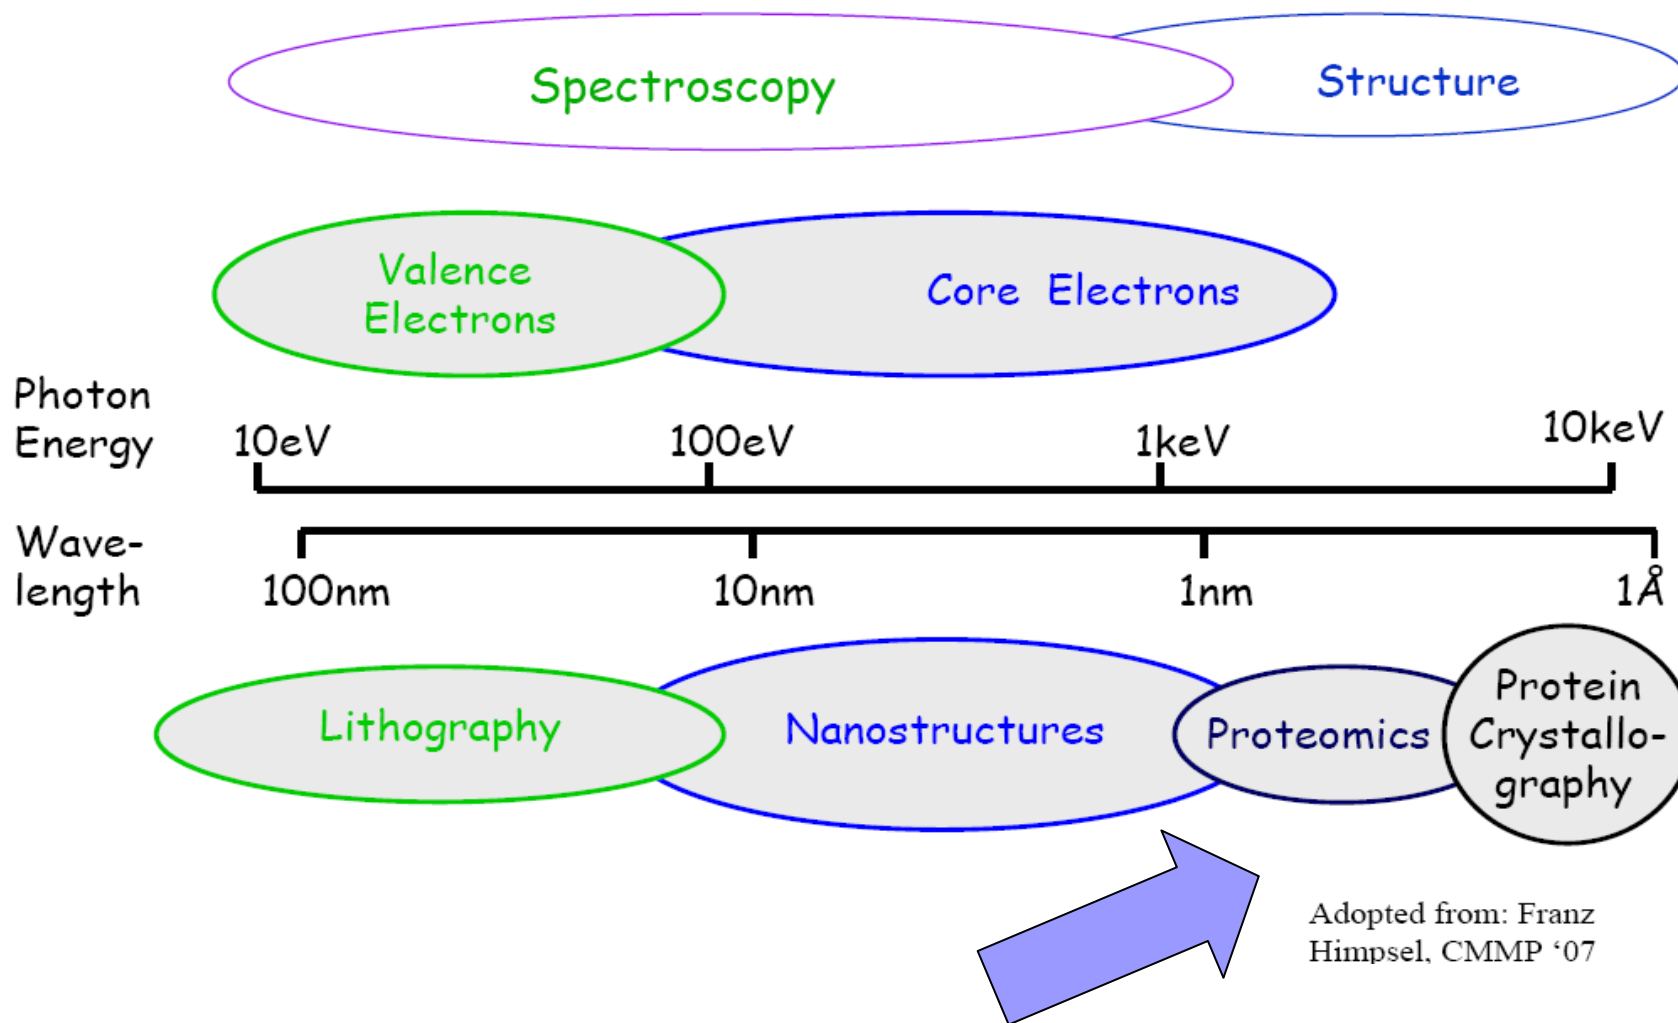 Spectroscopy
Structure
Valence
Electrons
Core Electrons
Photon
Energy
10eV
100eV
1keV
10keV
Wave-
length
100nm
10nm
1nm
1Å
Lithography
Nanostructures
Proteomics
Protein
Crystallo-
graphy
Adopted from: Franz
Himpsel, CMMP ‘07